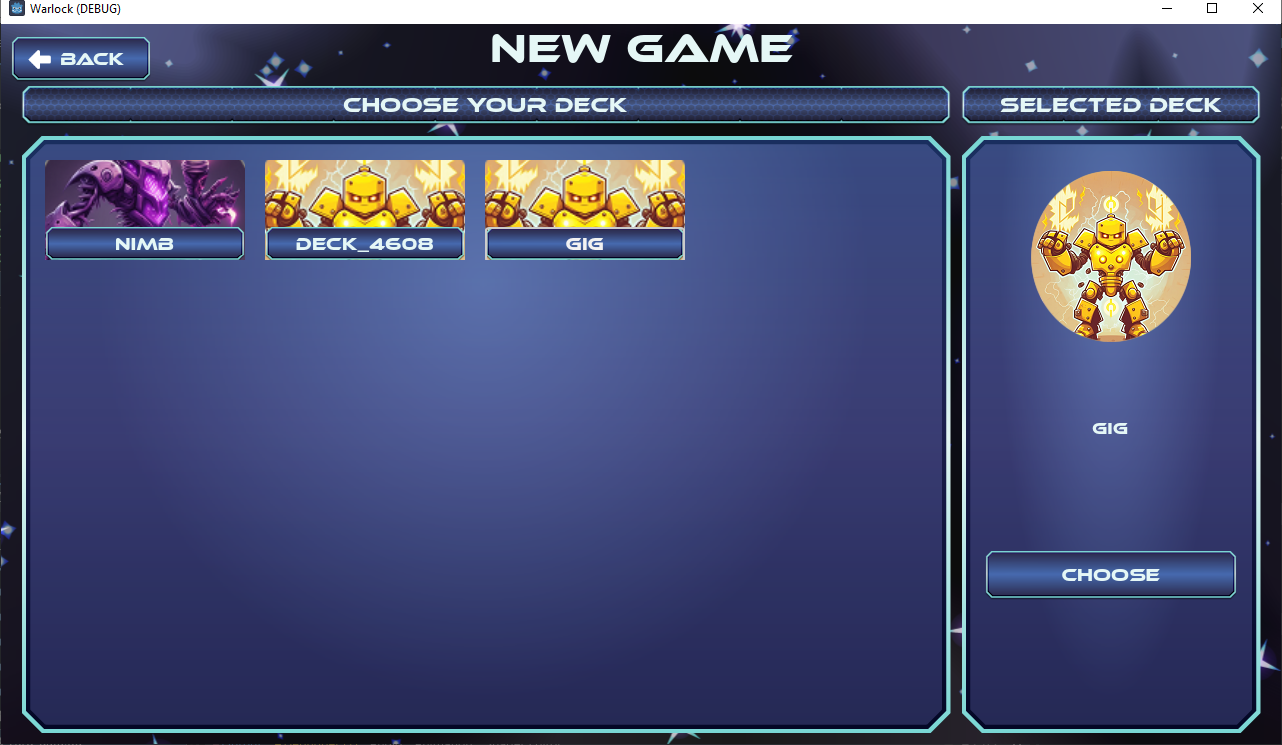 Warlock (DEBUG)
BACK
NEW GAME
CHOOSE YOUR DECK
SELECTED DECK
NIMB
DECK_4608
GIG
GIG
CHOOSE